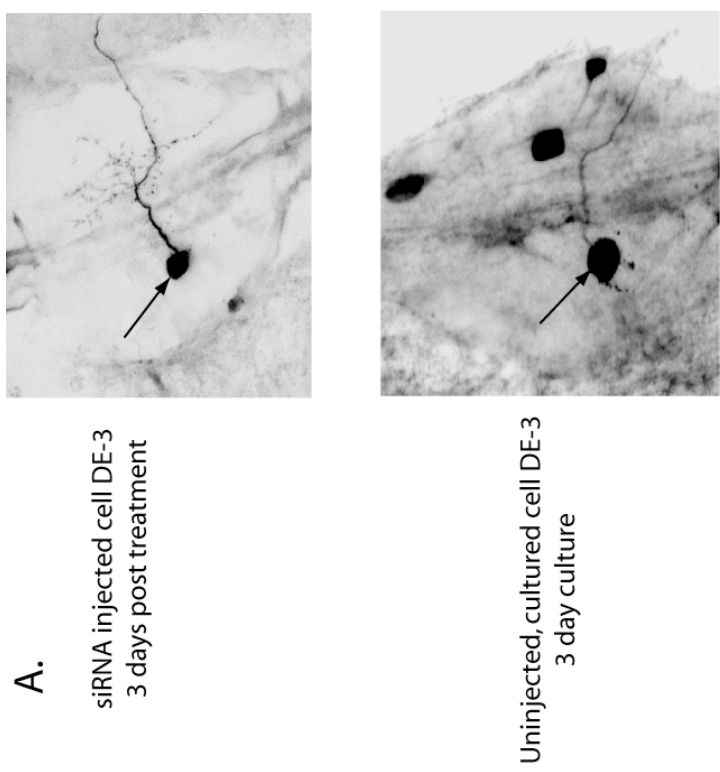 A.
siRNA injected cell DE-3
3 days post treatment
Uninjected, cultured cell DE-3
3 day culture